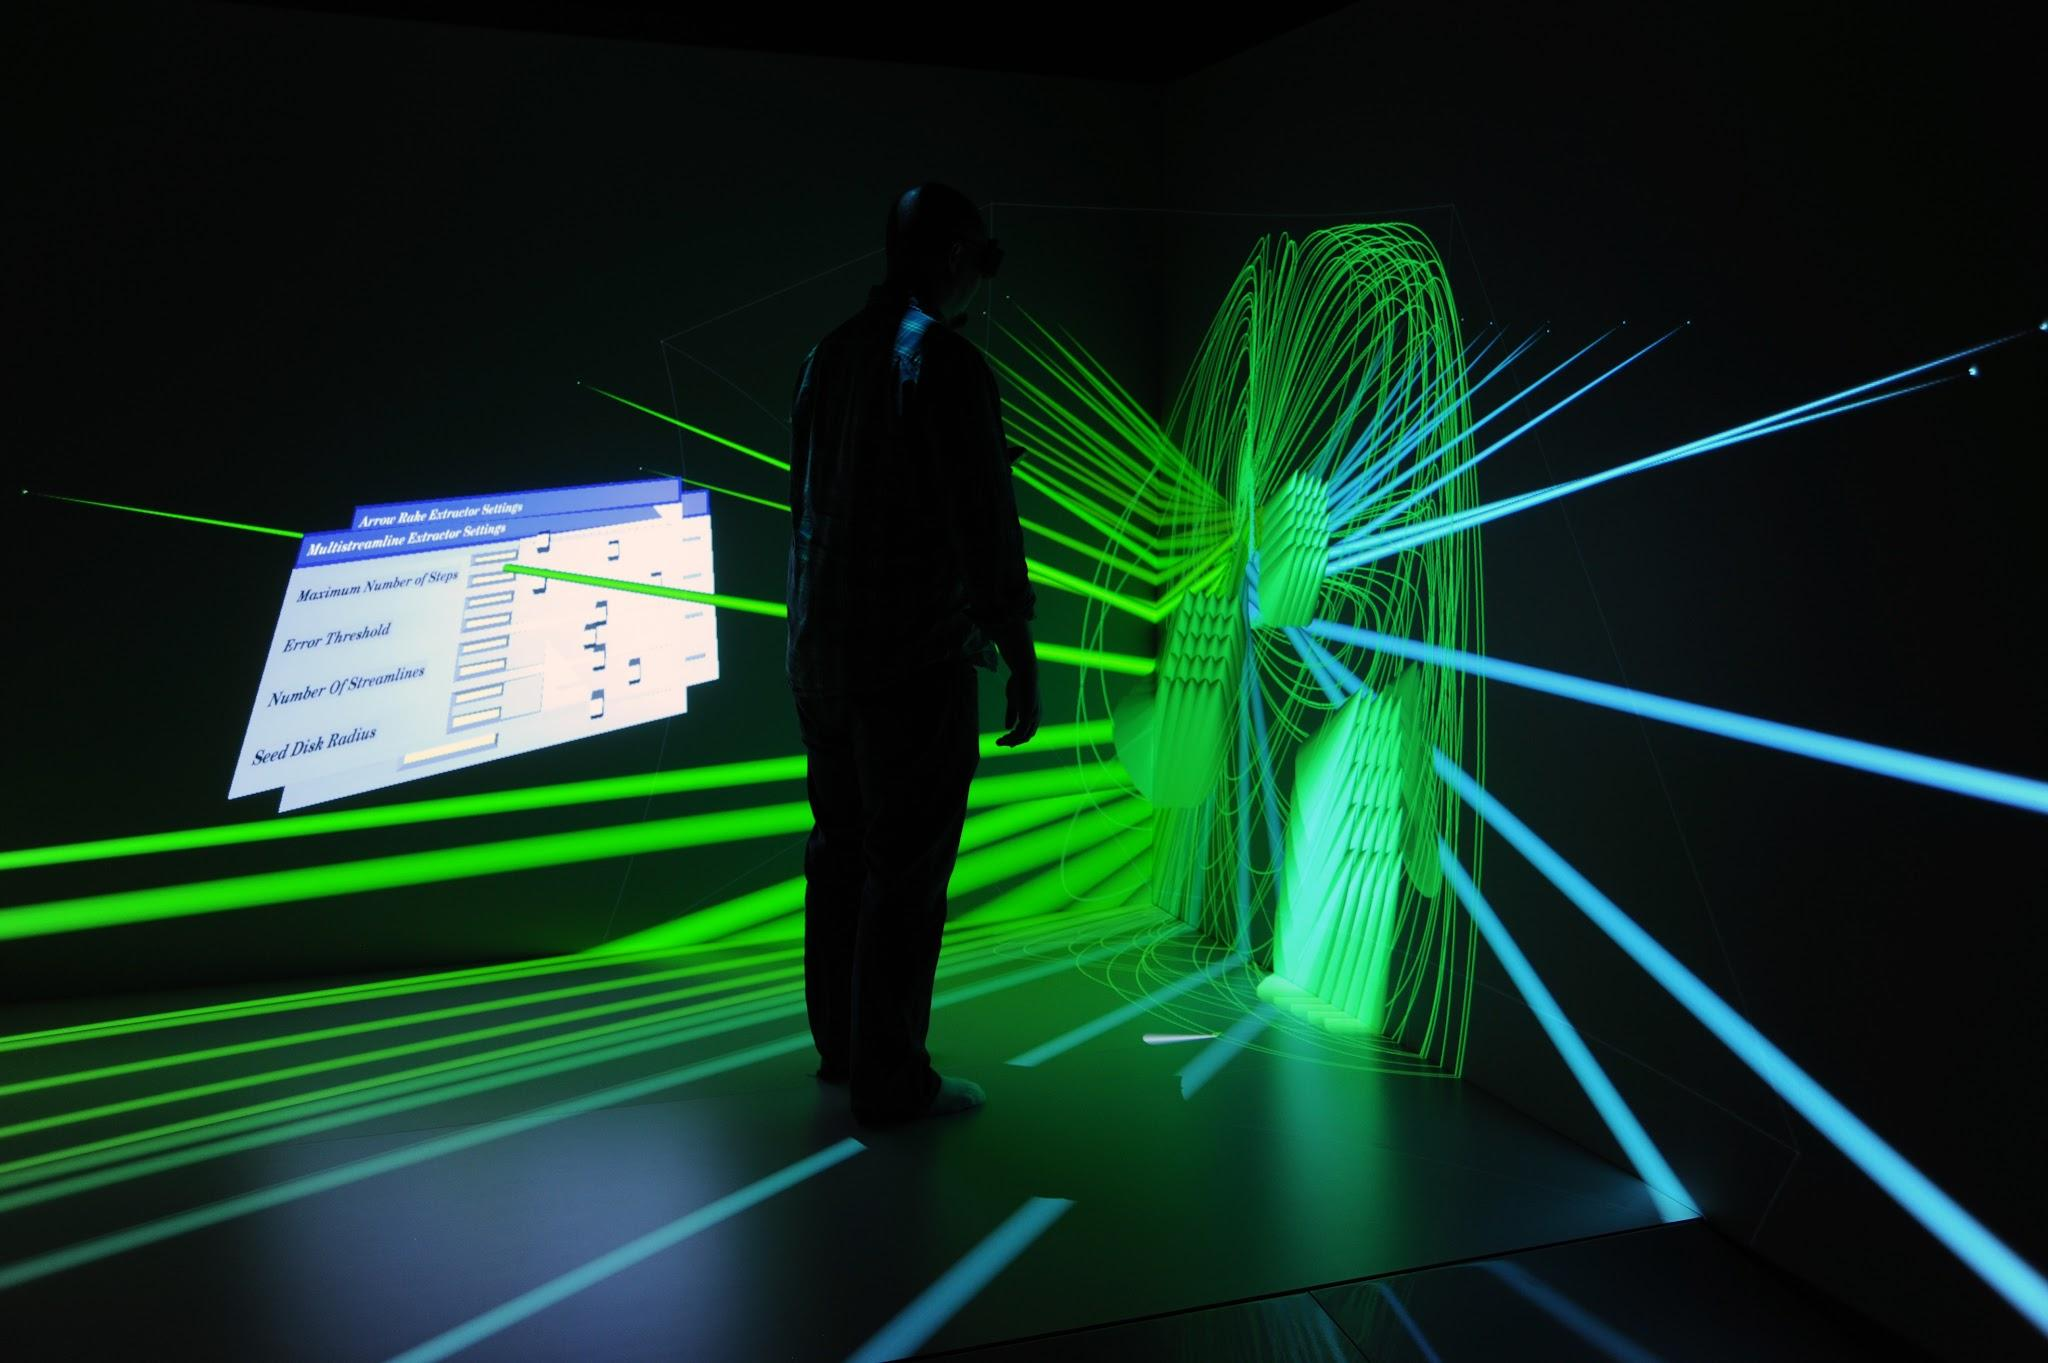 Arrow Rake Extractor Settings
Multistreamline Extractor Settings
Maximum Number of Steps
Error Threshold
Number Of Streamlines
Seed Disk Radius